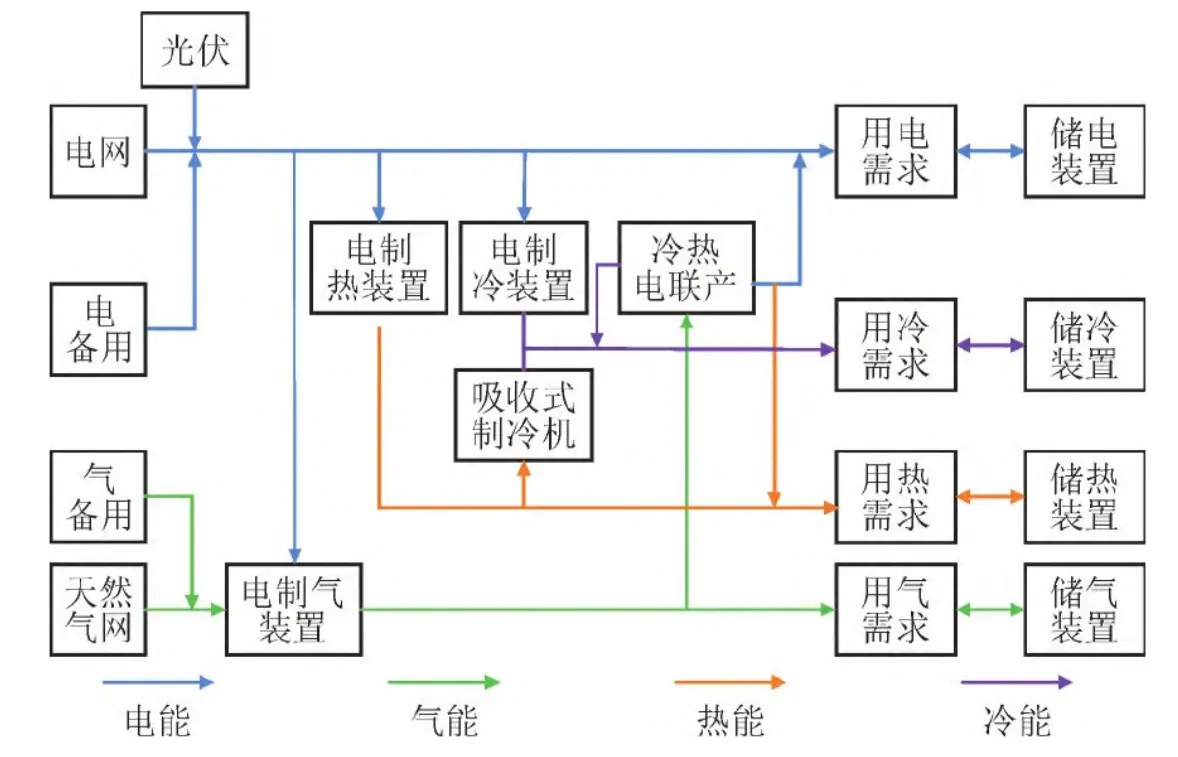 光伏
电网
用电
需求
储电
装置
电制
热装置
电制
冷装置
冷热
电联产
电
备用
用冷
需求
储冷
装置
吸收式
制冷机
气
备用
用热
需求
储热
装置
天然
气网
电制气
装置
用气
需求
储气
装置
电能
气能
热能
冷能